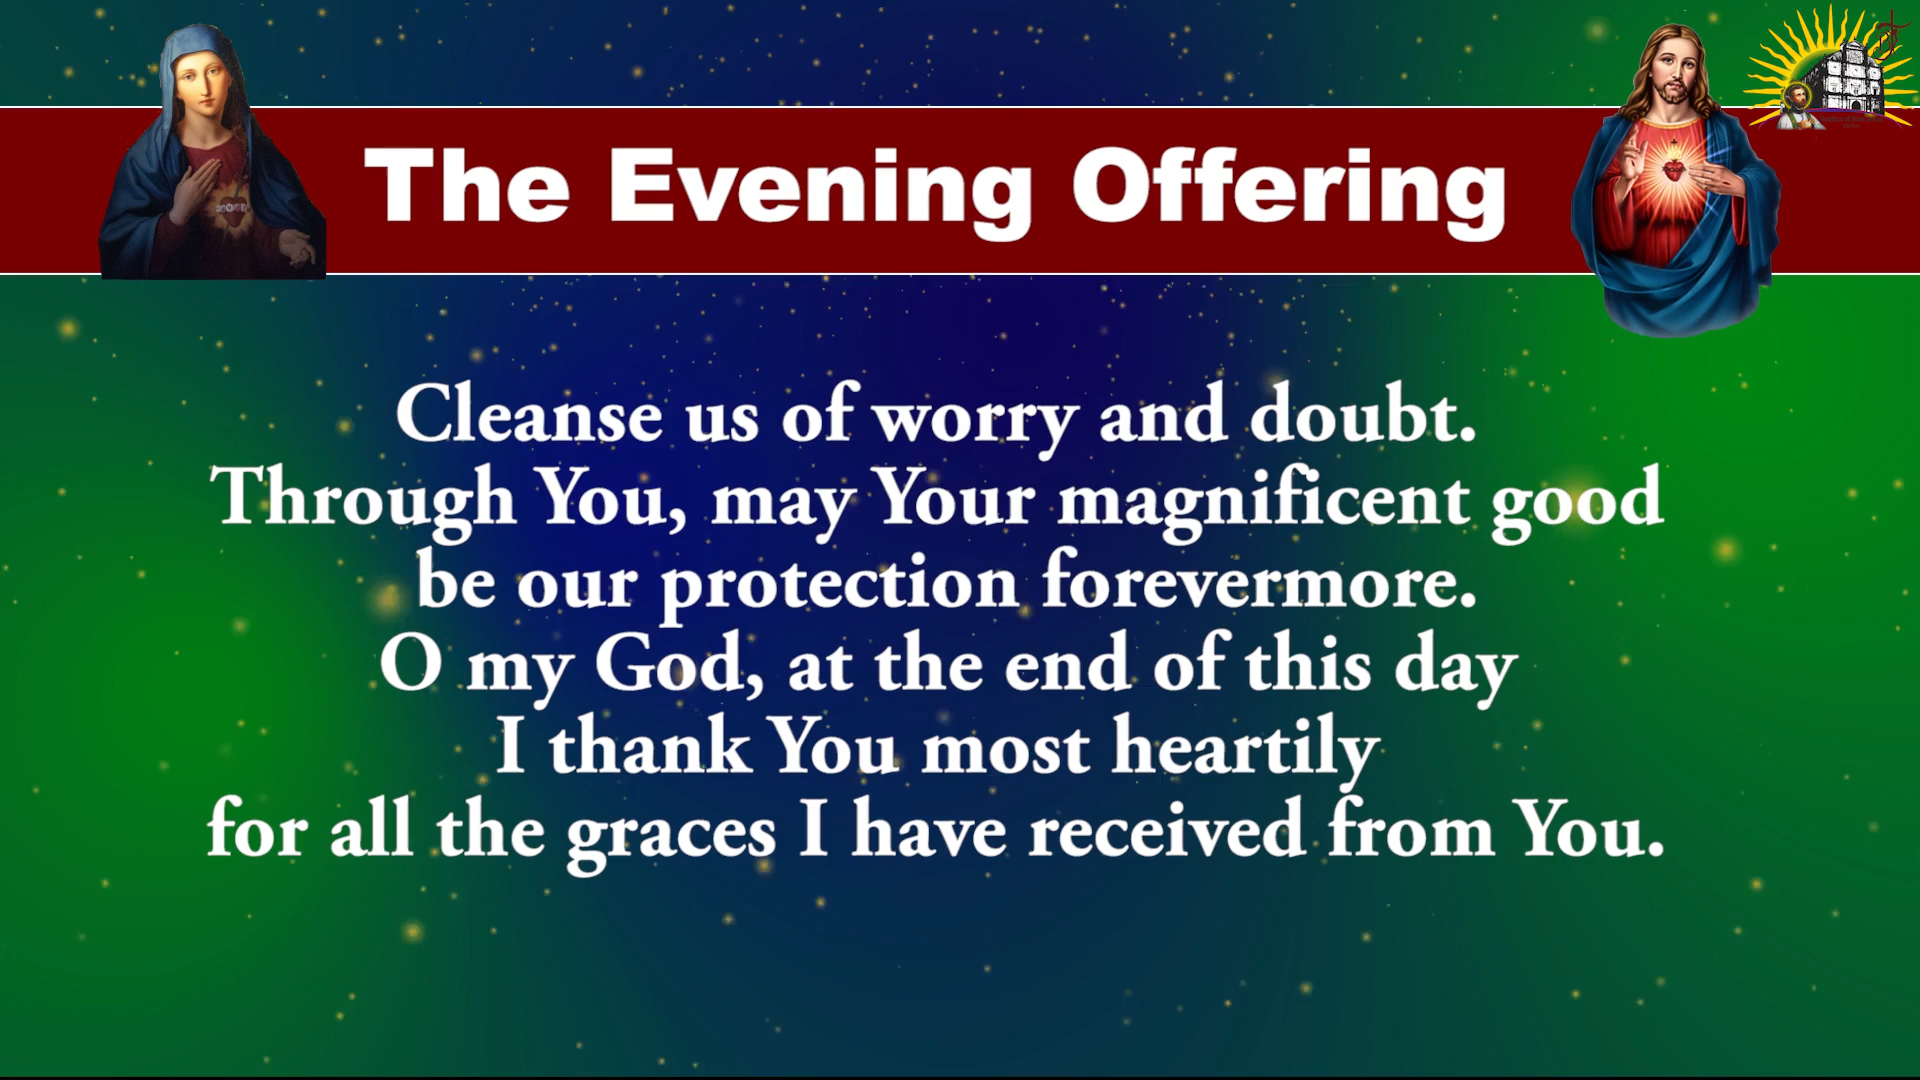 The Evening Offering
Cleanse us of worry and doubt.
Through You, may Your magnificent good
be our protection forevermore.
O my God, at the end of this day
I thank You most heartily
for all the graces I have received from You.